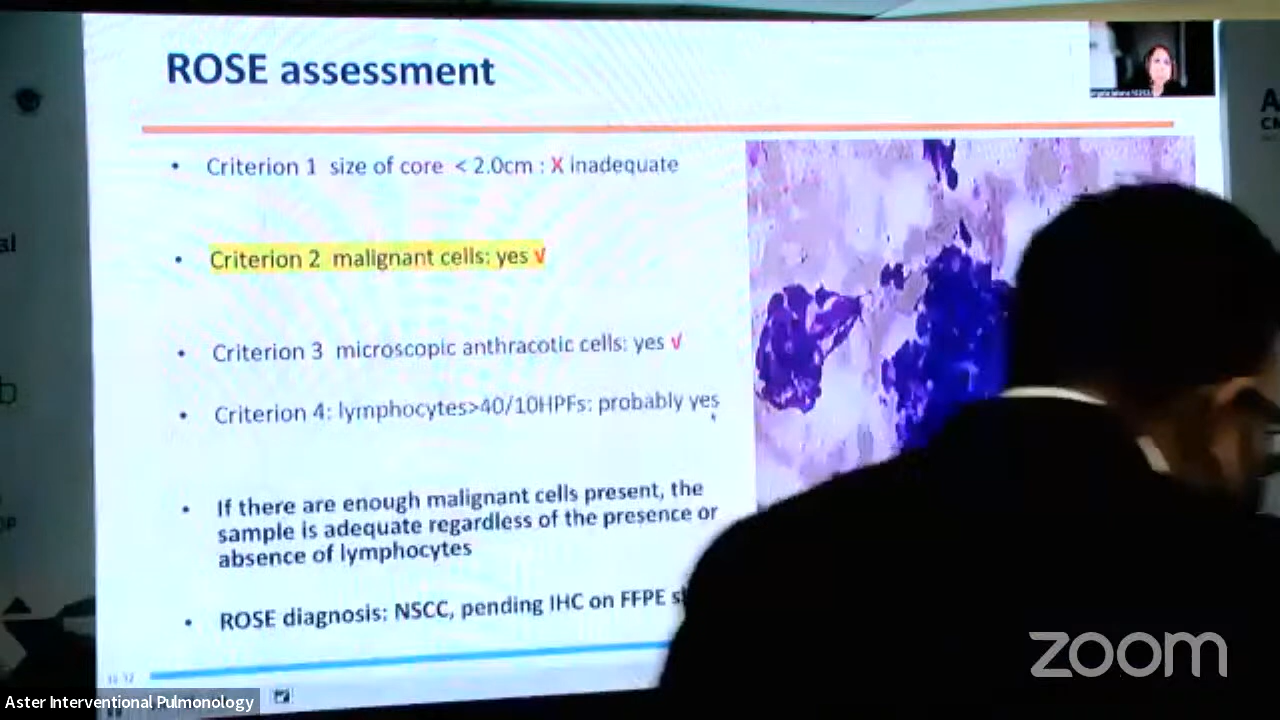 ROSE assessment
• Criterion 1 size of core < 2.0cm : X inadequate
• Criterion 2 malignant cells: yes √
• Criterion 3 microscopic anthracotic cells: yes √
• Criterion 4: lymphocytes>40/10HPFs: probably yes
• If there are enough malignant cells present, the
sample is adequate regardless of the presence or
absence of lymphocytes
• ROSE diagnosis: NSCC, pending IHC on FFPE
zoom
Aster Interventional Pulmonology